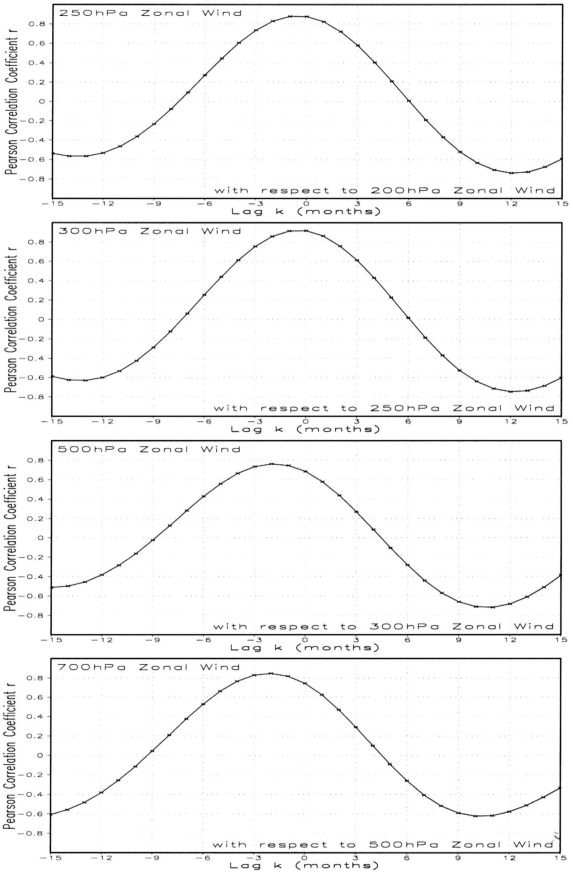 250hPa Zonal Wind
Pearson Correlation Coefficient r
0.8
0.6
0.4
0.2
0
−0.2
−0.4
−0.6
−0.8
with respect to 200hPa Zonal Wind
−15 −12 −9 −6 −3 0 3 6 9 12 15
Lag k (months)
300hPa Zonal Wind
Pearson Correlation Coefficient r
0.8
0.6
0.4
0.2
0
−0.2
−0.4
−0.6
−0.8
with respect to 250hPa Zonal Wind
−15 −12 −9 −6 −3 0 3 6 9 12 15
Lag k (months)
500hPa Zonal Wind
Pearson Correlation Coefficient r
0.8
0.6
0.4
0.2
0
−0.2
−0.4
−0.6
−0.8
with respect to 300hPa Zonal Wind
−15 −12 −9 −6 −3 0 3 6 9 12 15
Lag k (months)
700hPa Zonal Wind
Pearson Correlation Coefficient r
0.8
0.6
0.4
0.2
0
−0.2
−0.4
−0.6
−0.8
with respect to 500hPa Zonal Wind
−15 −12 −9 −6 −3 0 3 6 9 12 15
Lag k (months)